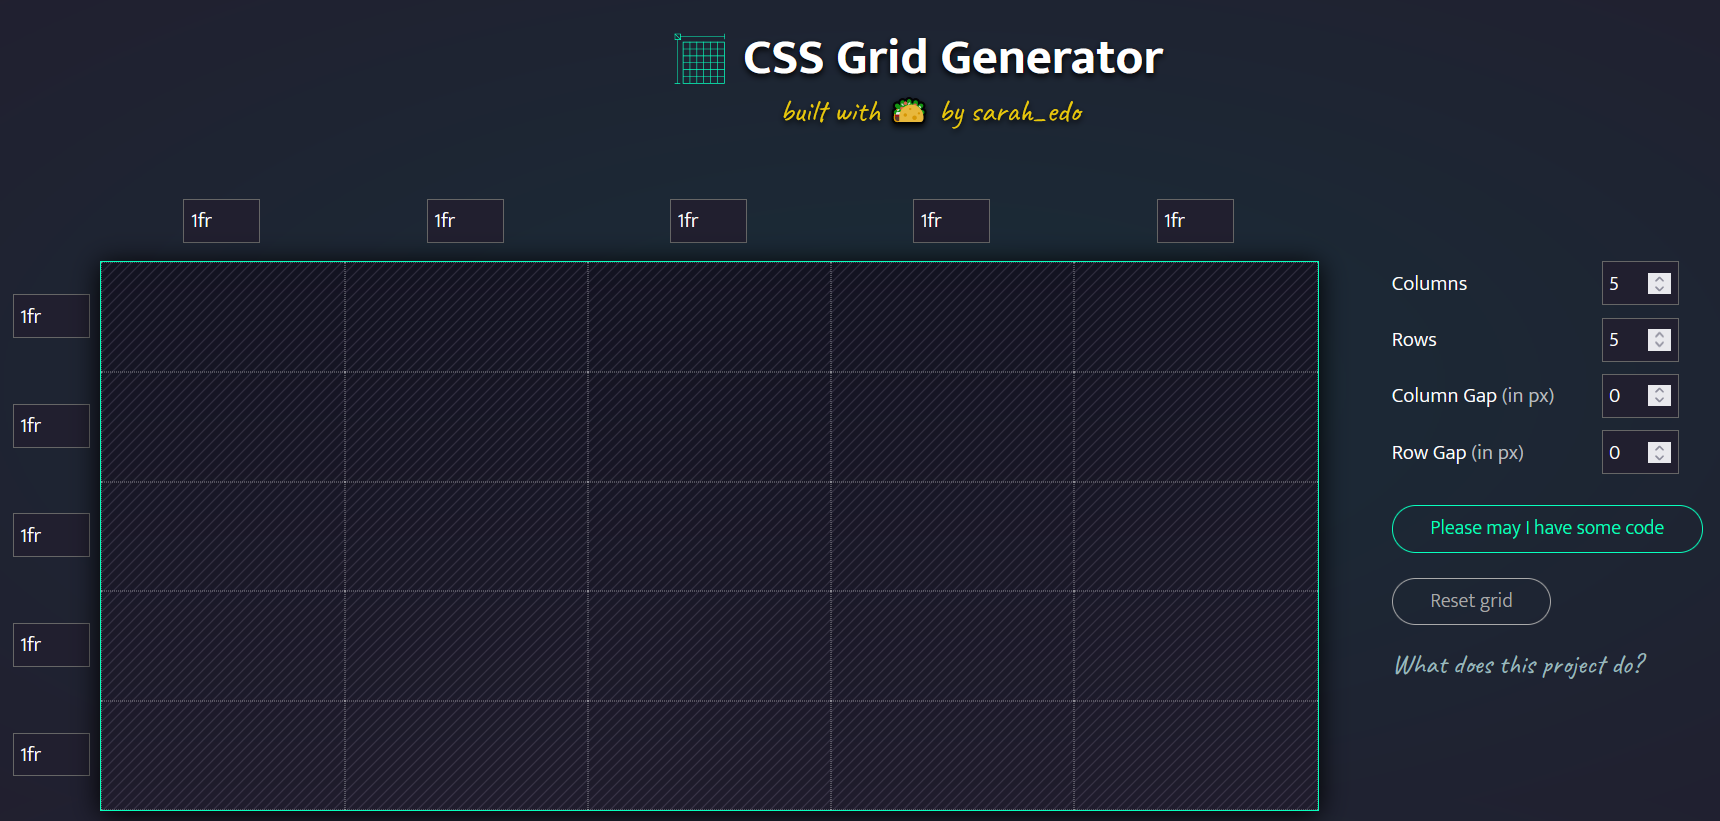 CSS Grid Generator
built with by sarah_edo
1fr 1fr 1fr 1fr 1fr
1fr
1fr
1fr
1fr
1fr
Columns 5
Rows 5
Column Gap (in px) 0
Row Gap (in px) 0
Please may I have some code
Reset grid
What does this project do?